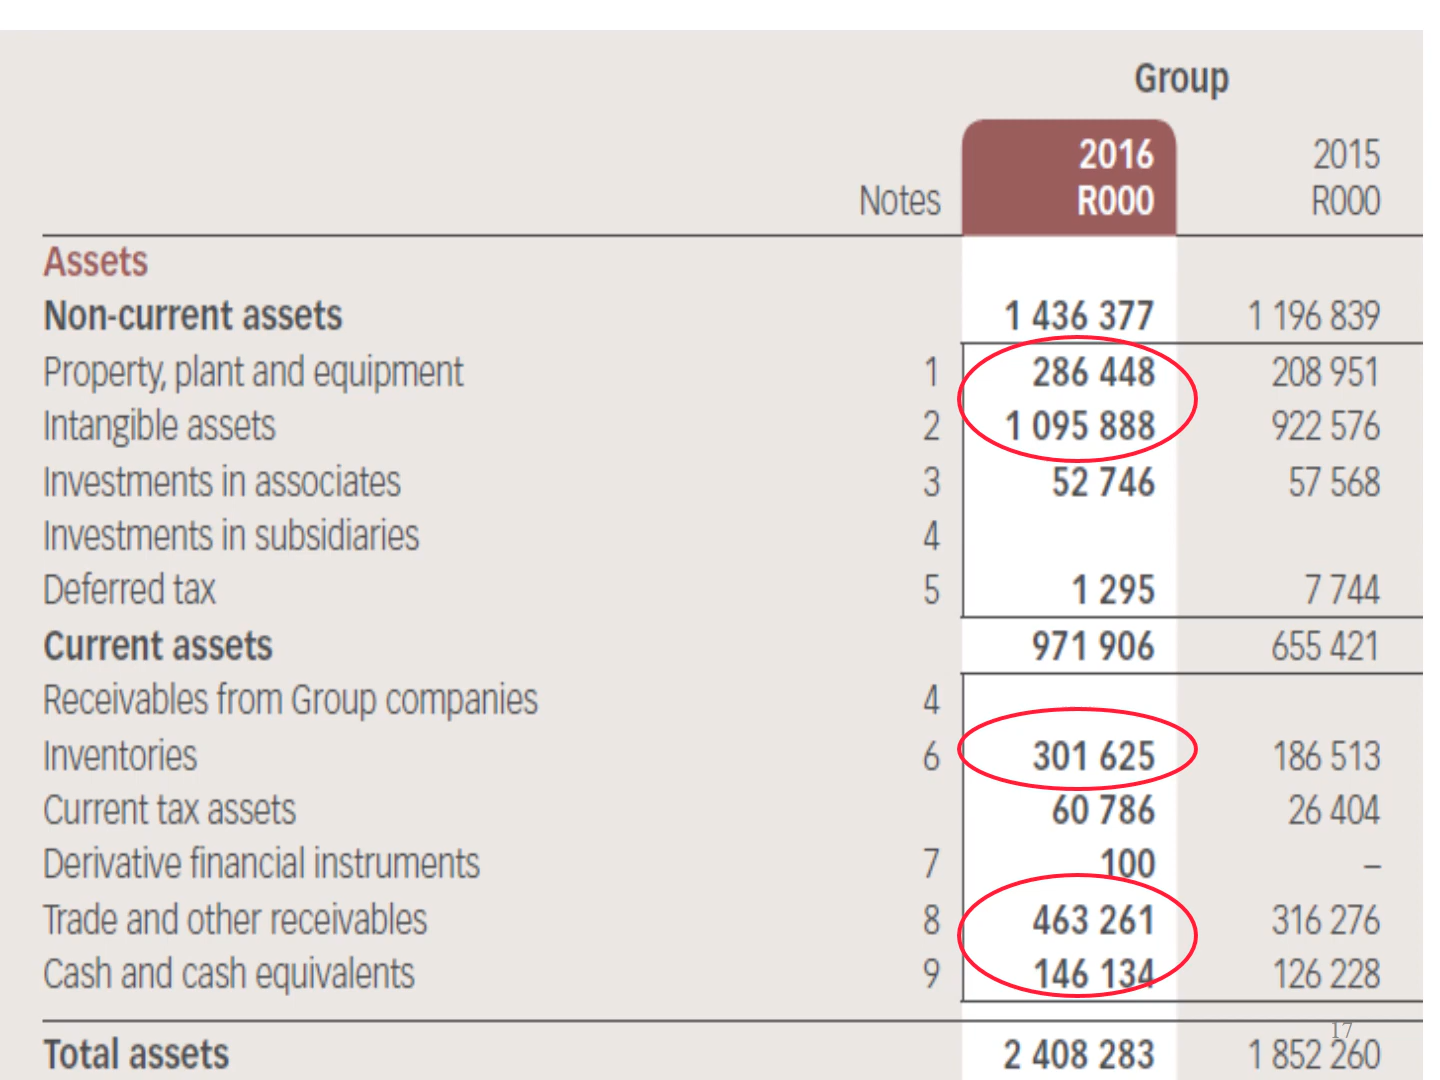 Group
2016 2015
Notes R000 R000
Assets
Non-current assets 1 436 377 1 196 839
Property, plant and equipment 1 286 448 208 951
Intangible assets 2 1 095 888 922 576
Investments in associates 3 52 746 57 568
Investments in subsidiaries 4
Deferred tax 5 1 295 7 744
Current assets 971 906 655 421
Receivables from Group companies 4
Inventories 6 301 625 186 513
Current tax assets 60 786 26 404
Derivative financial instruments 7 100 –
Trade and other receivables 8 463 261 316 276
Cash and cash equivalents 9 146 134 126 228
17
Total assets 2 408 283 1 852 260